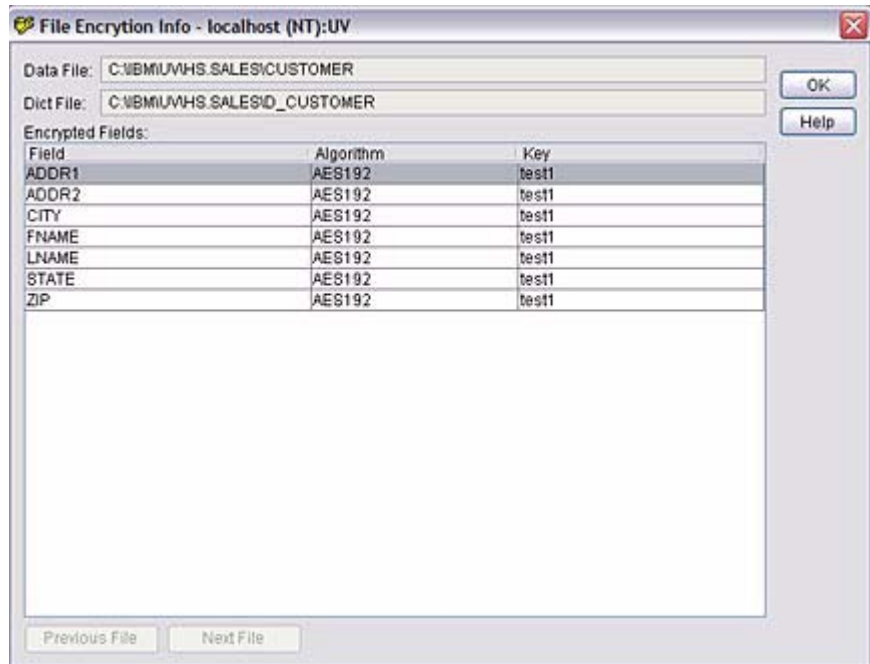 File Encrytion Info - localhost (NT):UV
Data File: C:\IBM\UV\HS.SALES\CUSTOMER
OK
Dict File: C:\IBM\UV\HS.SALES\D_CUSTOMER
Help
Encrypted Fields:
Field Algorithm Key
ADDR1 AES192 test1
ADDR2 AES192 test1
CITY AES192 test1
FNAME AES192 test1
LNAME AES192 test1
STATE AES192 test1
ZIP AES192 test1
Previous File Next File